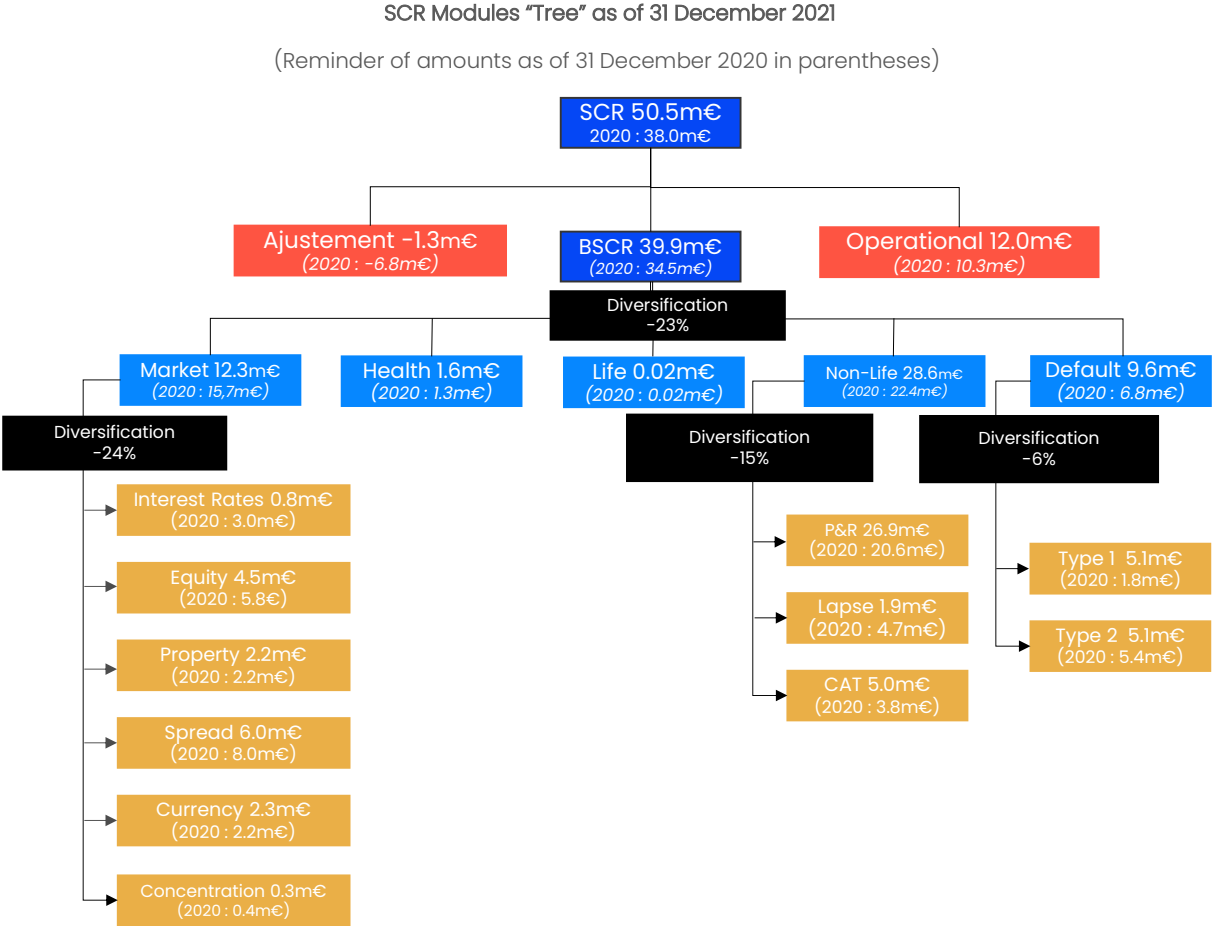 SCR Modules “Tree” as of 31 December 2021
(Reminder of amounts as of 31 December 2020 in parentheses)
SCR 50.5m€
2020 : 38.0m€
Ajustement -1.3m€
(2020 : -6.8m€)
BSCR 39.9m€
(2020 : 34.5m€)
Operational 12.0m€
(2020 : 10.3m€)
Diversification
-23%
Market 12.3m€
(2020 : 15,7m€)
Health 1.6m€
(2020 : 1.3m€)
Life 0.02m€
(2020 : 0.02m€)
Non-Life 28.6m€
(2020 : 22.4m€)
Default 9.6m€
(2020 : 6.8m€)
Diversification
-24%
Interest Rates 0.8m€
(2020 : 3.0m€)
Equity 4.5m€
(2020 : 5.8€)
Property 2.2m€
(2020 : 2.2m€)
Spread 6.0m€
(2020 : 8.0m€)
Currency 2.3m€
(2020 : 2.2m€)
Concentration 0.3m€
(2020 : 0.4m€)
Diversification
-15%
P&R 26.9m€
(2020 : 20.6m€)
Lapse 1.9m€
(2020 : 4.7m€)
CAT 5.0m€
(2020 : 3.8m€)
Diversification
-6%
Type 1 5.1m€
(2020 : 1.8m€)
Type 2 5.1m€
(2020 : 5.4m€)